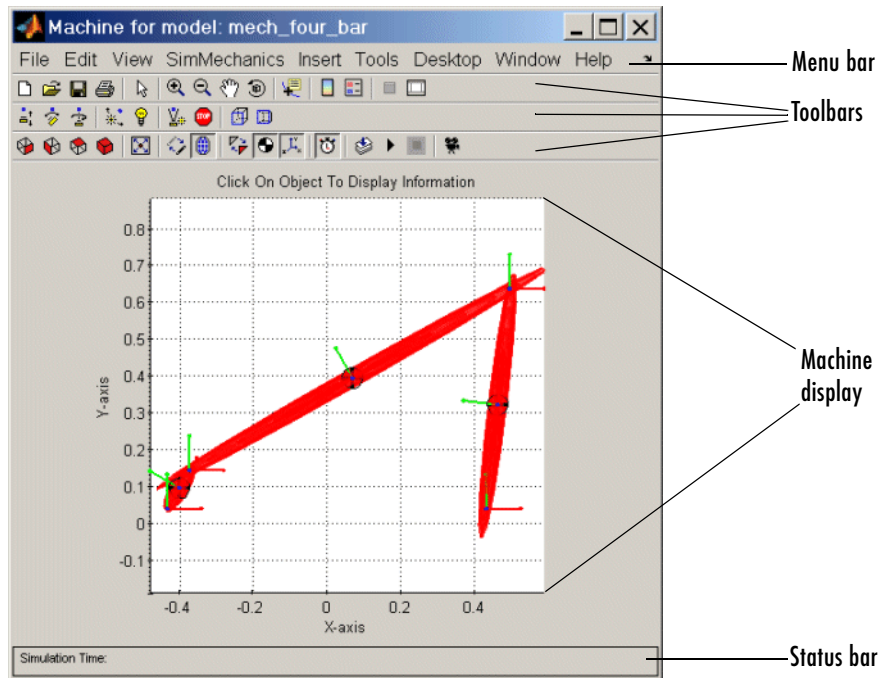 Machine for model: mech_four_bar
File Edit View SimMechanics Insert Tools Desktop Window Help
Menu bar
Toolbars
STOP
Click On Object To Display Information
0.8
0.7
0.6
0.5
0.4
0.3
0.2
0.1
0
-0.1
Y-axis
-0.4 -0.2 0 0.2 0.4
X-axis
Machine
display
Simulation Time:
Status bar